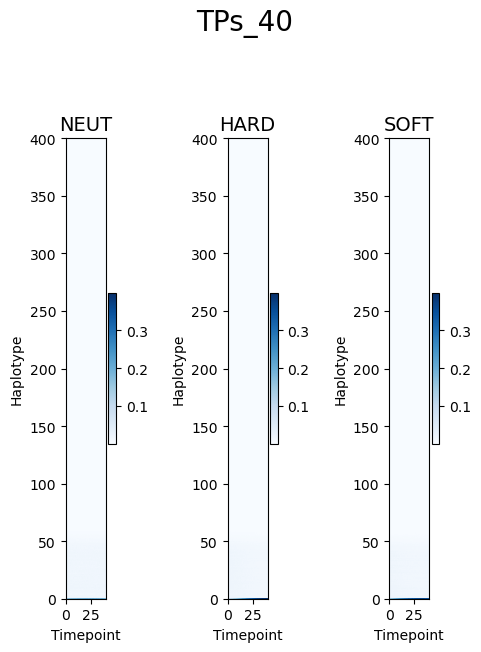 TPs_40
NEUT HARD SOFT
400 400 400
350 350 350
300 300 300
250 250 250
200 200 200
150 150 150
100 100 100
50 50 50
0 0 0
Haplotype Haplotype Haplotype
0.3 0.3 0.3
0.2 0.2 0.2
0.1 0.1 0.1
0 25 0 25 0 25
Timepoint Timepoint Timepoint